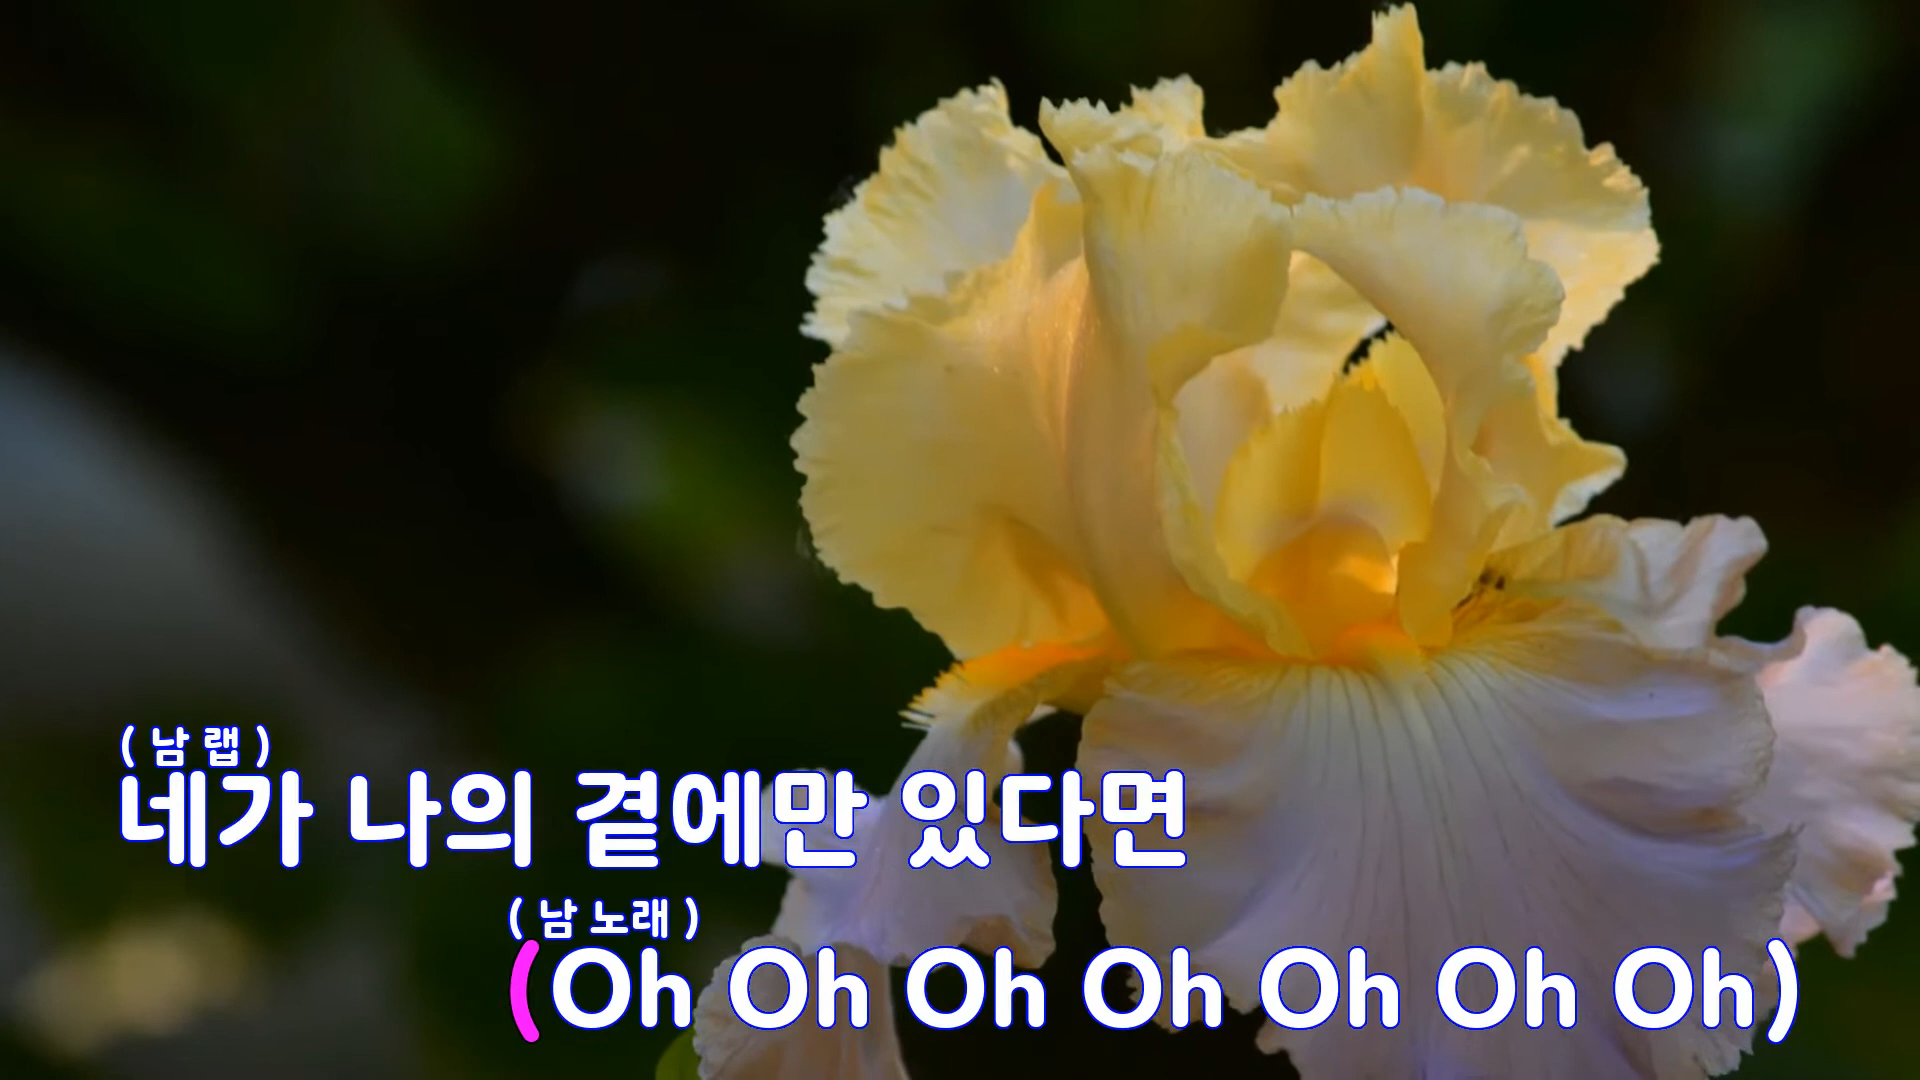 ( 남 랩 )
네가 나의 곁에만 있다면
( 남 노래 )
(Oh Oh Oh Oh Oh Oh Oh)